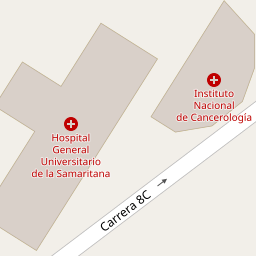 Instituto
Nacional
de Cancerología
Hospital
General
Universitario
de la Samaritana
Carrera 8C